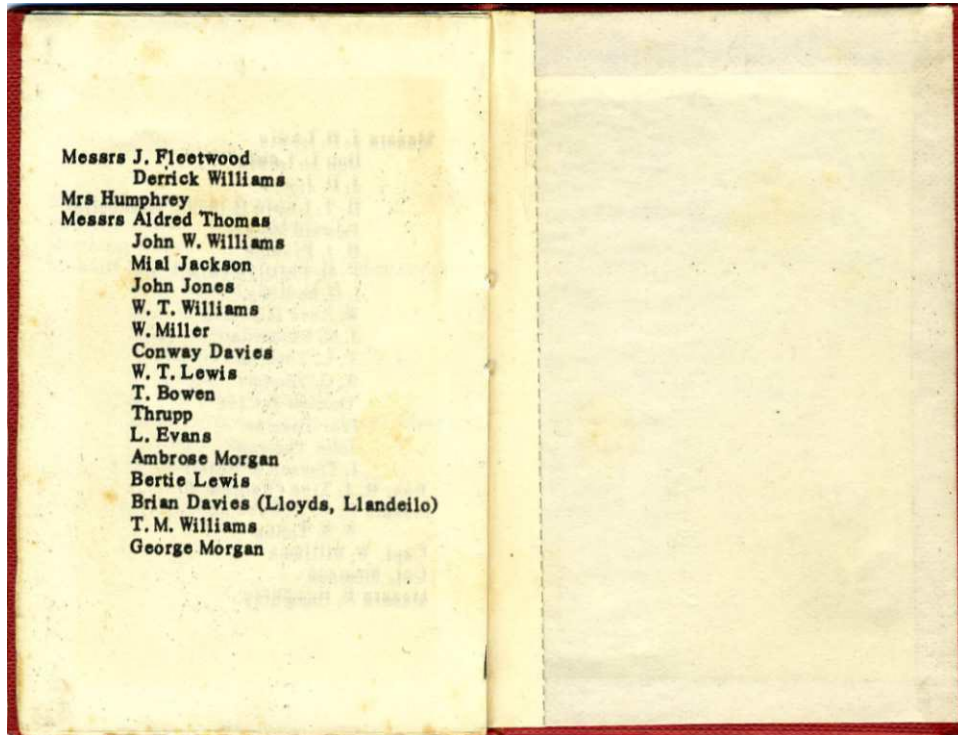 Messrs J. Fleetwood
Derrick Williams
Mrs Humphrey
Messrs Aldred Thomas
John W. Williams
Mial Jackson
John Jones
W. T. Williams
W. Miller
Conway Davies
W. T. Lewis
T. Bowen
Thrupp
L. Evans
Ambrose Morgan
Bertie Lewis
Brian Davies (Lloyds, Llandeilo)
T. M. Williams
George Morgan